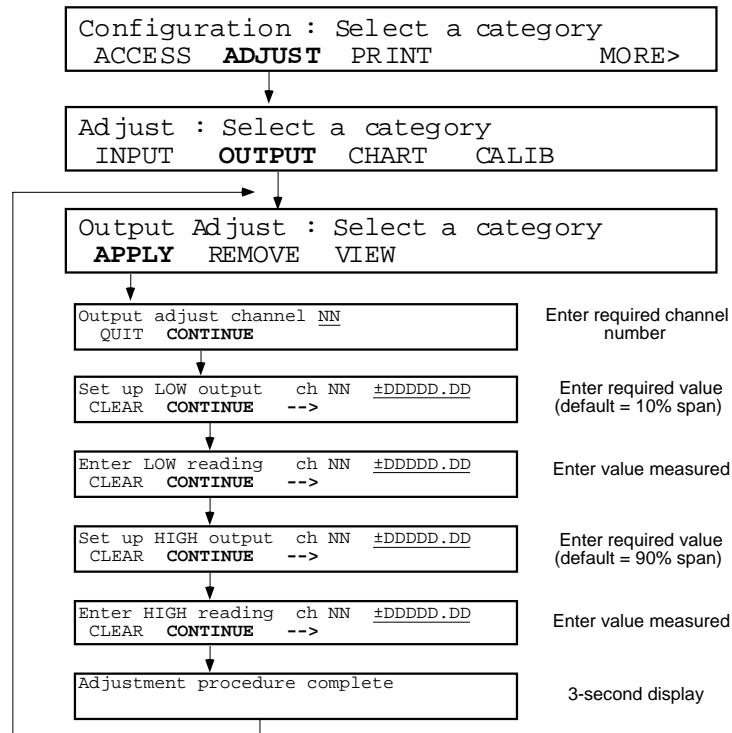 Configuration : Select a category
ACCESS ADJUST PRINT MORE>
Adjust : Select a category
INPUT OUTPUT CHART CALIB
Output Adjust : Select a category
APPLY REMOVE VIEW
Output adjust channel NN
QUIT CONTINUE
Enter required channel
number
Set up LOW output ch NN ±DDDDD.DD
CLEAR CONTINUE -->
Enter required value
(default = 10% span)
Enter LOW reading ch NN ±DDDDD.DD
CLEAR CONTINUE -->
Enter value measured
Set up HIGH output ch NN ±DDDDD.DD
CLEAR CONTINUE -->
Enter required value
(default = 90% span)
Enter HIGH reading ch NN ±DDDDD.DD
CLEAR CONTINUE -->
Enter value measured
Adjustment procedure complete
3-second display